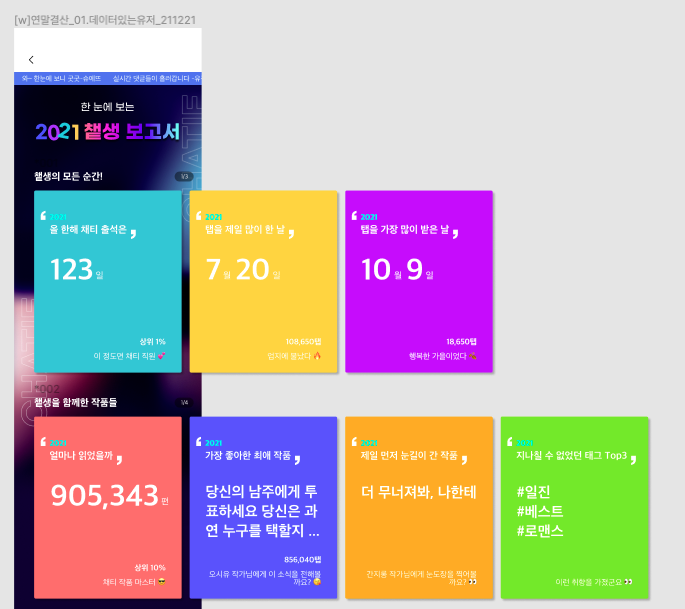 [w]연말결산_01.데이터있는유저_211221
와~ 한눈에 보니 굿굿-슈메뜨 실시간 댓글들이 흘러갑니다 -유
한 눈에 보는
2021 챝생 보고서
챝생의 모든 순간!
1/3
2021
올 한해 채티 출석은
123 일
상위 1%
이 정도면 채티 직원 💞
2021
탭을 제일 많이 한 날
7 월 20 일
108,650탭
엄지에 불났다 🔥
2021
탭을 가장 많이 받은 날
10 월 9 일
18,650탭
행복한 가을이었다 🍂
챝생을 함께한 작품들
1/4
2021
얼마나 읽었을까
905,343 편
상위 10%
채티 작품 마스터 😎
2021
가장 좋아한 최애 작품
당신의 남주에게 투
표하세요 당신은 과
연 누구를 택할지 ...
856,040탭
오시유 작가님에게 이 소식을 전해볼
까요? 😚
2021
제일 먼저 눈길이 간 작품
더 무너져봐, 나한테
작가님에게 눈도장을 찍어볼
까요? 👀
2021
지나칠 수 없었던 태그 Top3
#일진
#베스트
#로맨스
이런 취향을 가졌군요 👀
CHATIE
CHATIE